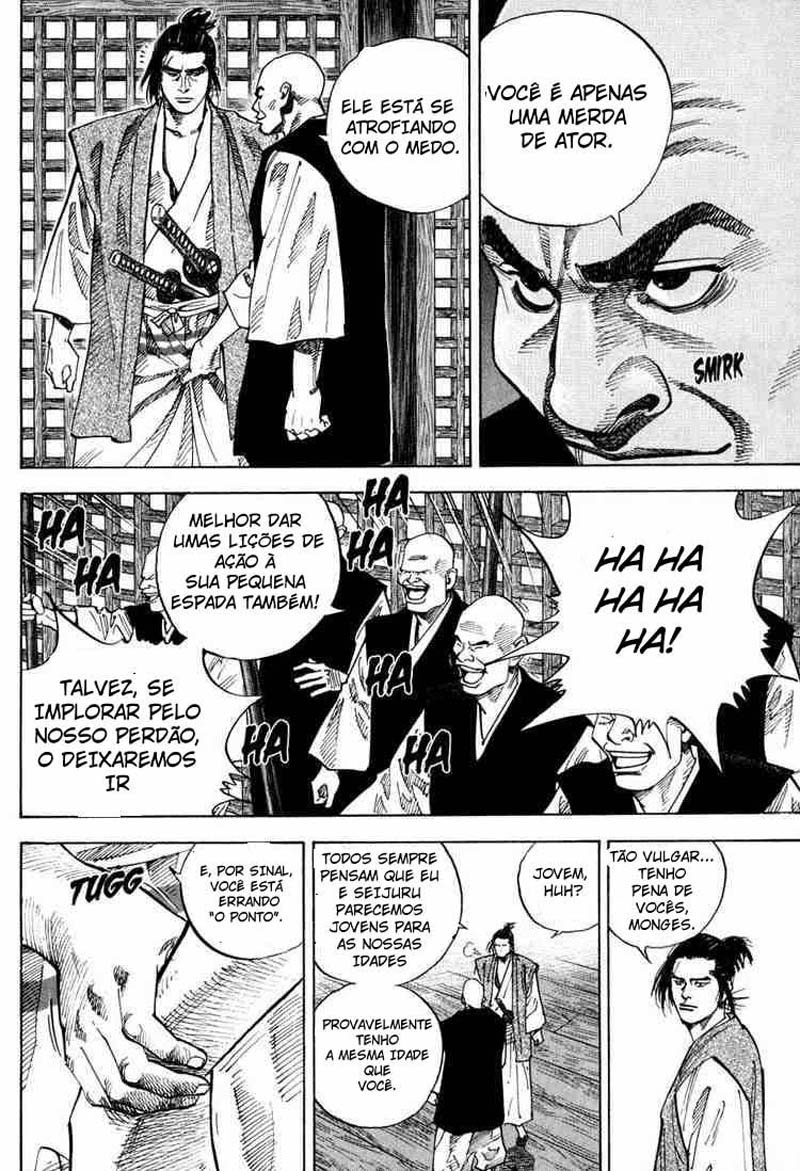 VOCÊ É APENAS
UMA MERDA
DE ATOR.
SMIRK
ELE ESTÁ SE
ATROFIANDO
COM O MEDO.
HA HA
HA HA
HA!
HA
HA
HA
HA
MELHOR DAR
UMAS LIÇÕES DE
AÇÃO À
SUA PEQUENA
ESPADA TAMBÉM!
HA
HA
HA
TALVEZ, SE
IMPLORAR PELO
NOSSO PERDÃO,
O DEIXAREMOS
IR
TÃO VULGAR...
TENHO
PENA DE
VOCÊS,
MONGES.
JOVEM,
HUH?
TODOS SEMPRE
PENSAM QUE EU
E SEIJURU
PARECEMOS
JOVENS PARA
AS NOSSAS
IDADES
PROVAVELMENTE
TENHO
A MESMA IDADE
QUE
VOCÊ.
E, POR SINAL,
VOCÊ ESTÁ
ERRANDO
"O PONTO".
TUGG